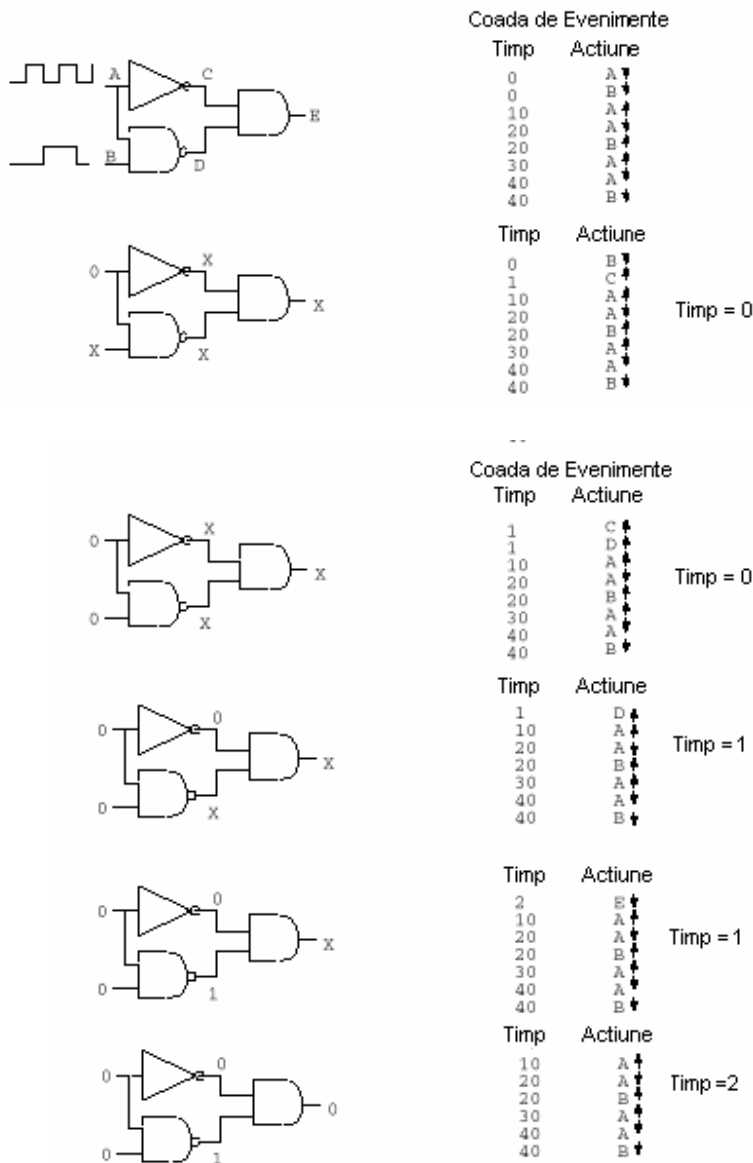 Coada de Evenimente
Timp Actiune
A C
B D E
0 A
0 B
10 A
20 A
20 B
30 A
40 A
40 B
Timp Actiune
0 X
X X
X
0 B
1 C
10 A
20 A
20 B
30 A
40 A
40 B
Timp = 0
Coada de Evenimente
Timp Actiune
0 X
0 X
X
1 C
1 D
10 A
20 A
20 B
30 A
40 A
40 B
Timp = 0
Timp Actiune
0 0
0 X
X
1 D
10 A
20 A
20 B
30 A
40 A
40 B
Timp = 1
Timp Actiune
0 0
0 1
X
2 E
10 A
20 A
20 B
30 A
40 A
40 B
Timp = 1
Timp Actiune
0 0
0 1
0
10 A
20 A
20 B
30 A
40 A
40 B
Timp =2